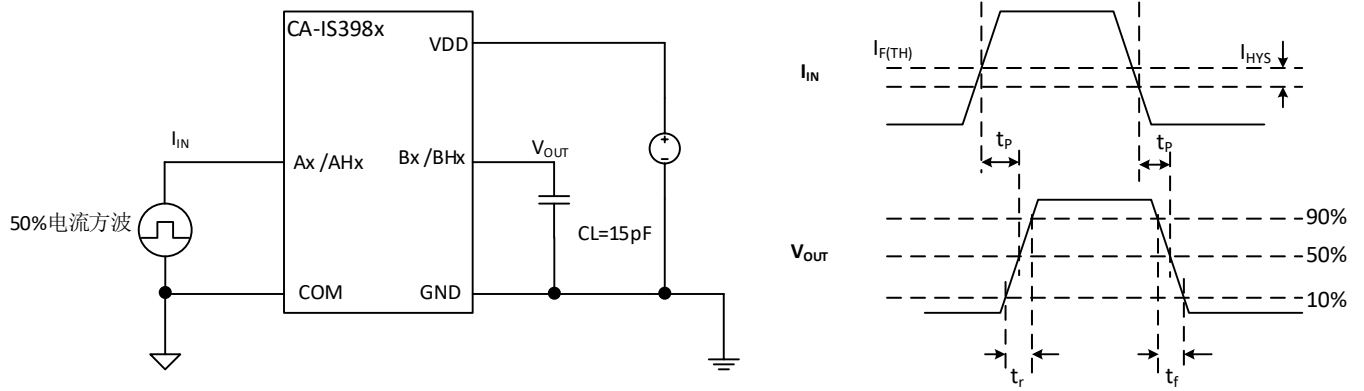 CA-IS398x
VDD
I_IN
Ax /AHx
Bx /BHx
V_OUT
50%电流方波
CL=15pF
COM
GND
I_F(TH)
I_HYS
I_IN
t_P
t_P
90%
V_OUT
50%
10%
t_r
t_f